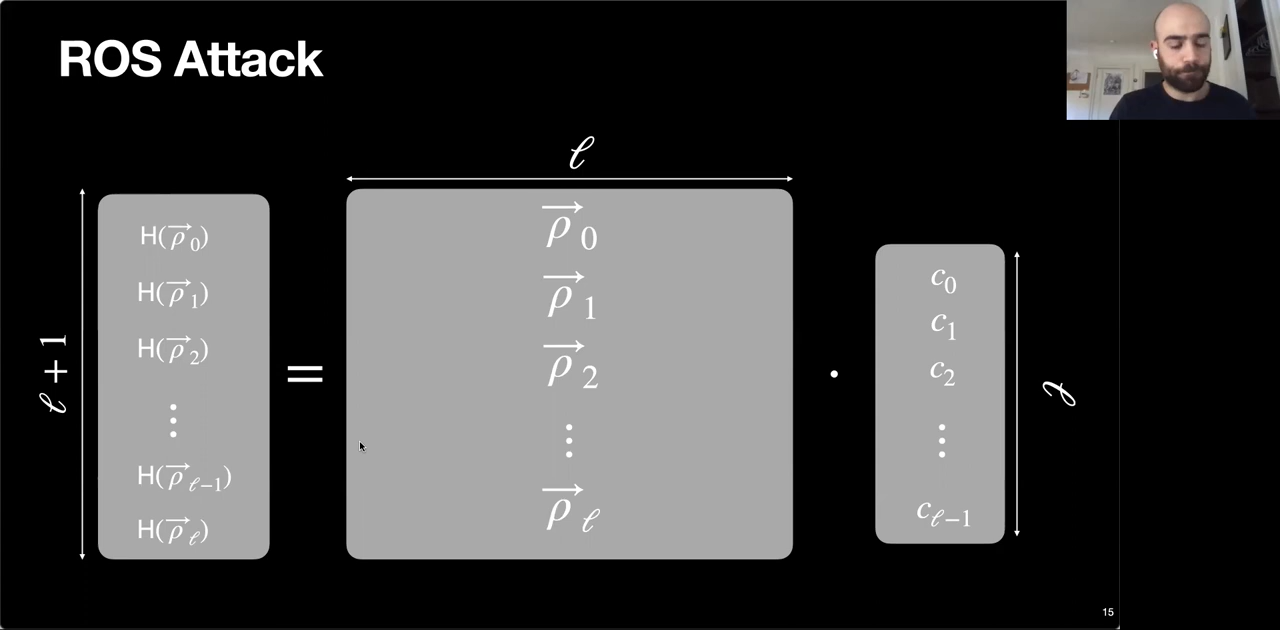 ROS Attack
ℓ
ℓ + 1
H(ρ⃗₀)
H(ρ⃗₁)
H(ρ⃗₂)
⋮
H(ρ⃗ℓ₋₁)
H(ρ⃗ℓ)
=
ρ⃗₀
ρ⃗₁
ρ⃗₂
⋮
ρ⃗ℓ
·
c₀
c₁
c₂
⋮
cℓ₋₁
ℓ
15